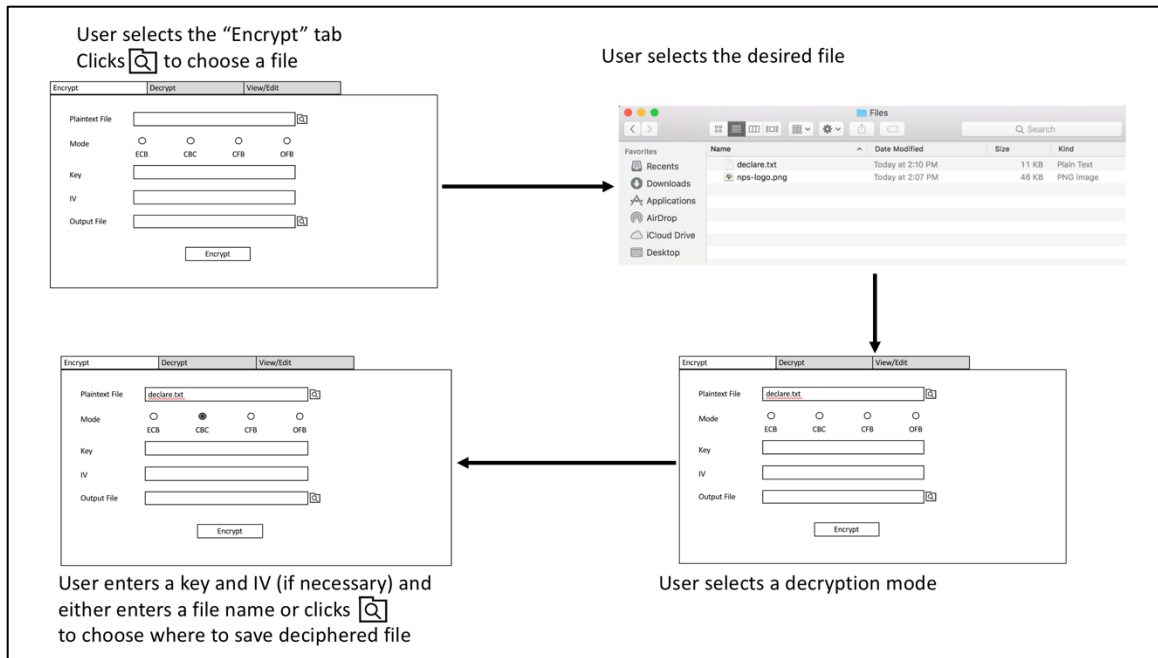 User selects the “Encrypt” tab
Clicks to choose a file
Encrypt Decrypt View/Edit
Plaintext File
Mode
ECB CBC CFB OFB
Key
IV
Output File
Encrypt
User selects the desired file
Files
Search
Favorites
Recents
Downloads
Applications
AirDrop
iCloud Drive
Desktop
Name Date Modified Size Kind
declare.txt Today at 2:10 PM 11 KB Plain Text
nps-logo.png Today at 2:07 PM 46 KB PNG image
Encrypt Decrypt View/Edit
Plaintext File declare.txt
Mode
ECB CBC CFB OFB
Key
IV
Output File
Encrypt
User selects a decryption mode
Encrypt Decrypt View/Edit
Plaintext File declare.txt
Mode
ECB CBC CFB OFB
Key
IV
Output File
Encrypt
User enters a key and IV (if necessary) and
either enters a file name or clicks
to choose where to save deciphered file